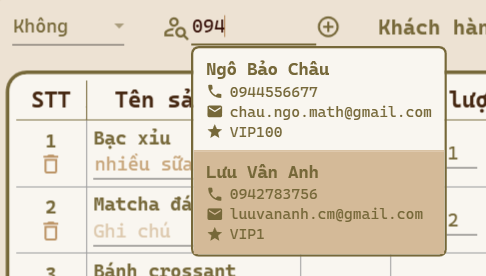 Không 094 Khách hàn
Ngô Bảo Châu
0944556677
chau.ngo.math@gmail.com
VIP100
Lưu Vân Anh
0942783756
luuvananh.cm@gmail.com
VIP1
STT Tên sả lượ
1 Bạc xỉu
nhiều sữa 1
2 Matcha đá
Ghi chú 2
3 Bánh crossant